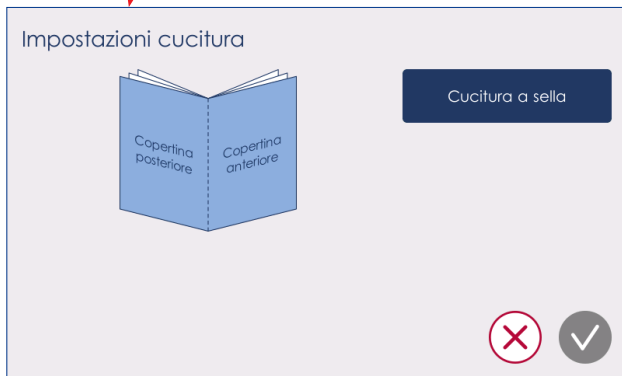 Impostazioni cucitura
Cucitura a sella
Copertina
posteriore
Copertina
anteriore